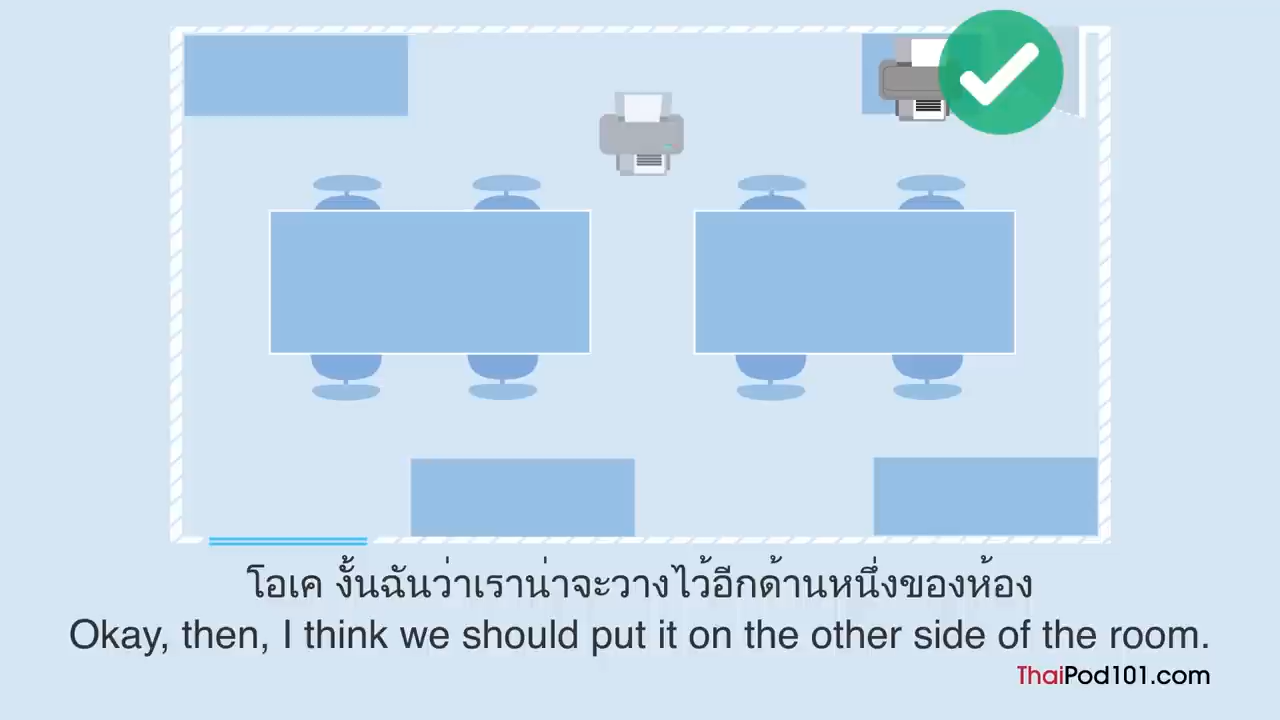 โอเค งั้นฉันว่าเราน่าจะวางไว้อีกด้านหนึ่งของห้อง
Okay, then, I think we should put it on the other side of the room.
ThaiPod101.com